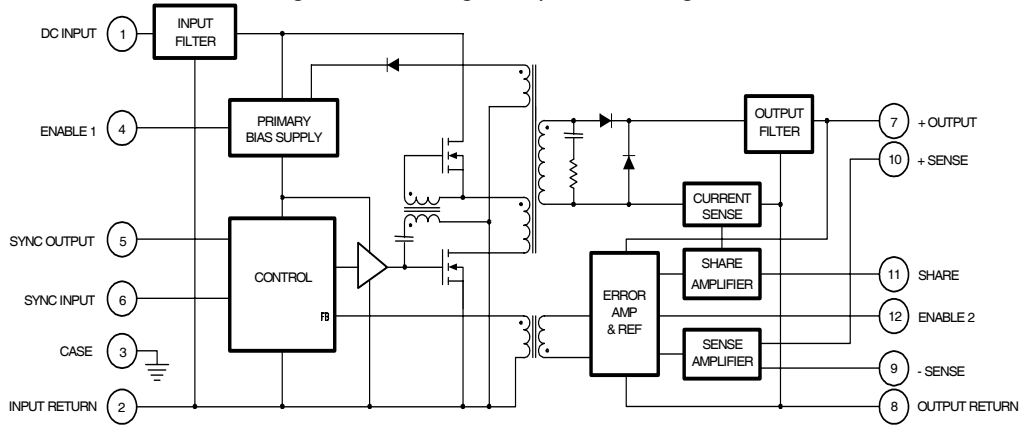 DC INPUT
1
INPUT
FILTER
ENABLE 1
4
PRIMARY
BIAS SUPPLY
SYNC OUTPUT
5
SYNC INPUT
6
CONTROL
FB
CASE
3
INPUT RETURN
2
OUTPUT
FILTER
7
+ OUTPUT
10
+ SENSE
CURRENT
SENSE
SHARE
AMPLIFIER
11
SHARE
ERROR
AMP
& REF
12
ENABLE 2
SENSE
AMPLIFIER
9
- SENSE
8
OUTPUT RETURN